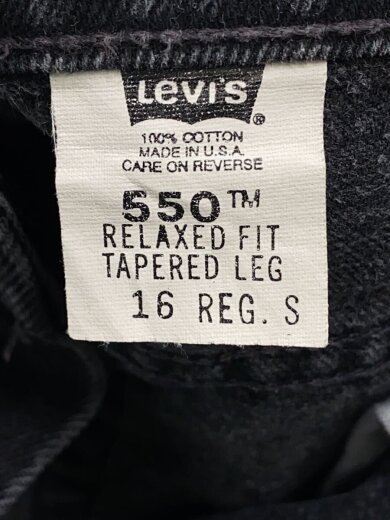 Levi's ®
100% COTTON
MADE IN U.S.A.
CARE ON REVERSE
550™
RELAXED FIT
TAPERED LEG
16 REG. S